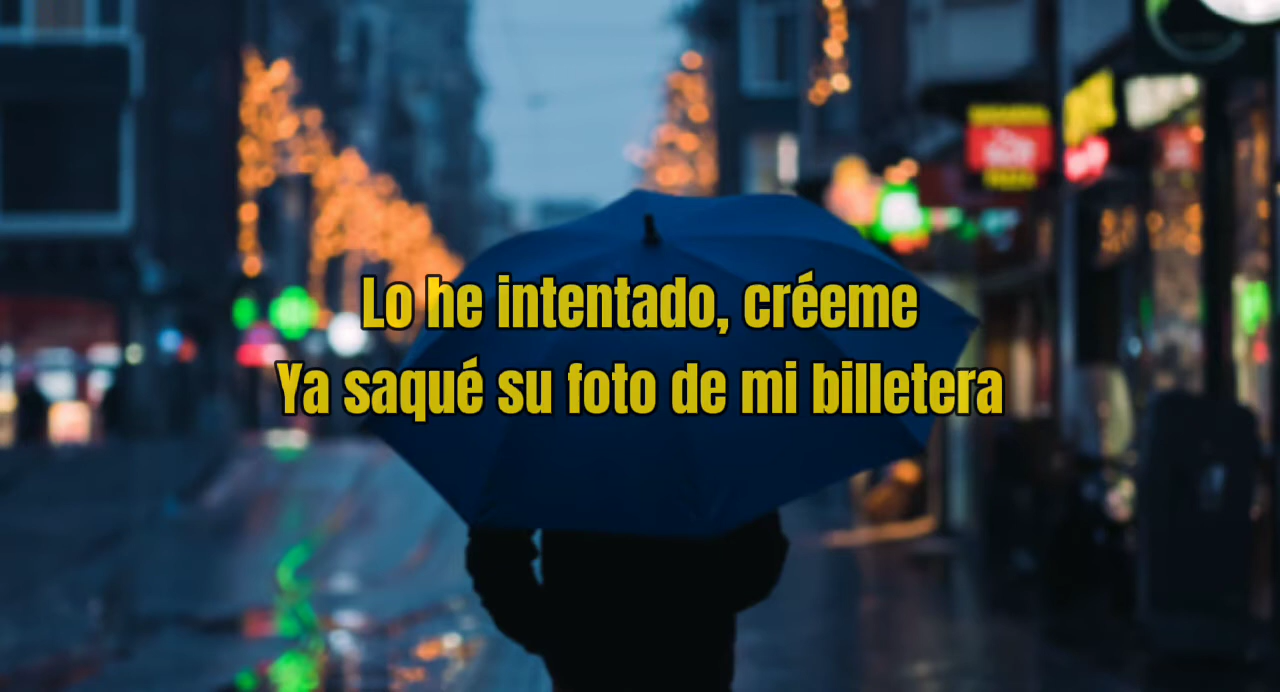 Lo he intentado, créeme
Ya saqué su foto de mi billetera